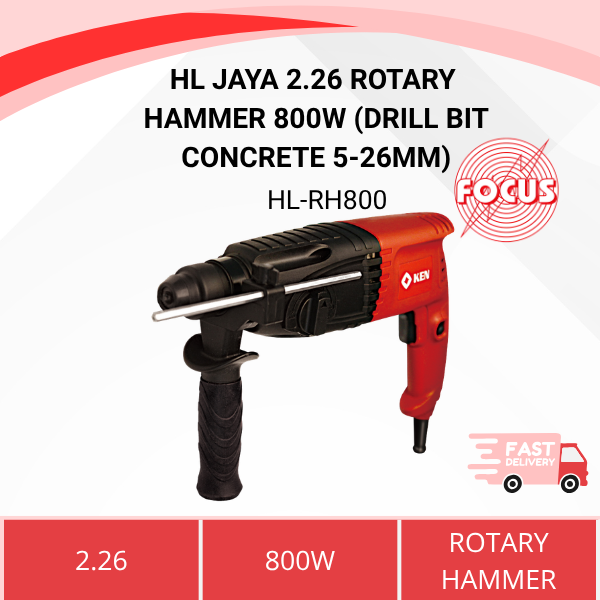 HL JAYA 2.26 ROTARY
HAMMER 800W (DRILL BIT
CONCRETE 5-26MM)
HL-RH800
FOCUS
KEN
FAST
DELIVERY
2.26
800W
ROTARY
HAMMER